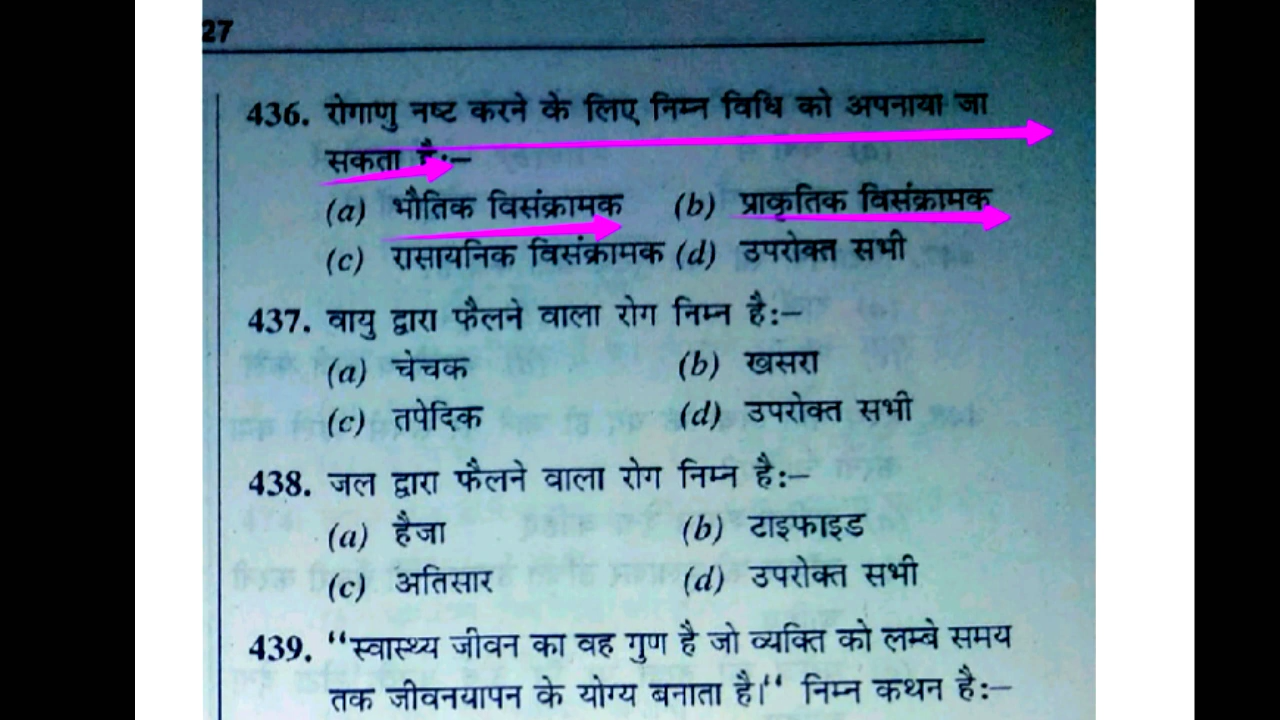 27
436. रोगाणु नष्ट करने के लिए निम्न विधि को अपनाया जा
सकता है:–
(a) भौतिक विसंक्रामक (b) प्राकृतिक विसंक्रामक
(c) रासायनिक विसंक्रामक (d) उपरोक्त सभी
437. वायु द्वारा फैलने वाला रोग निम्न है:–
(a) चेचक (b) खसरा
(c) तपेदिक (d) उपरोक्त सभी
438. जल द्वारा फैलने वाला रोग निम्न है:–
(a) हैजा (b) टाइफाइड
(c) अतिसार (d) उपरोक्त सभी
439. “स्वास्थ्य जीवन का वह गुण है जो व्यक्ति को लम्बे समय
तक जीवनयापन के योग्य बनाता है।“ निम्न कथन है:–